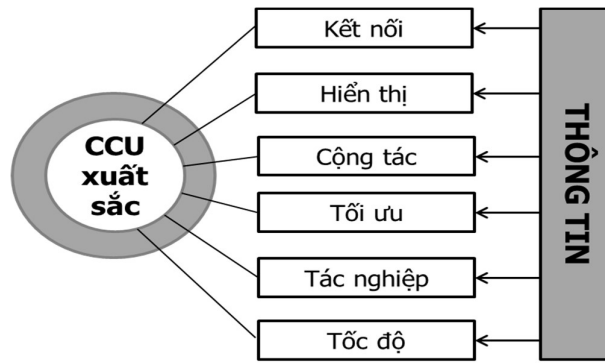 CCU
xuất
sắc
Kết nối
Hiển thị
Cộng tác
Tối ưu
Tác nghiệp
Tốc độ
THÔNG TIN